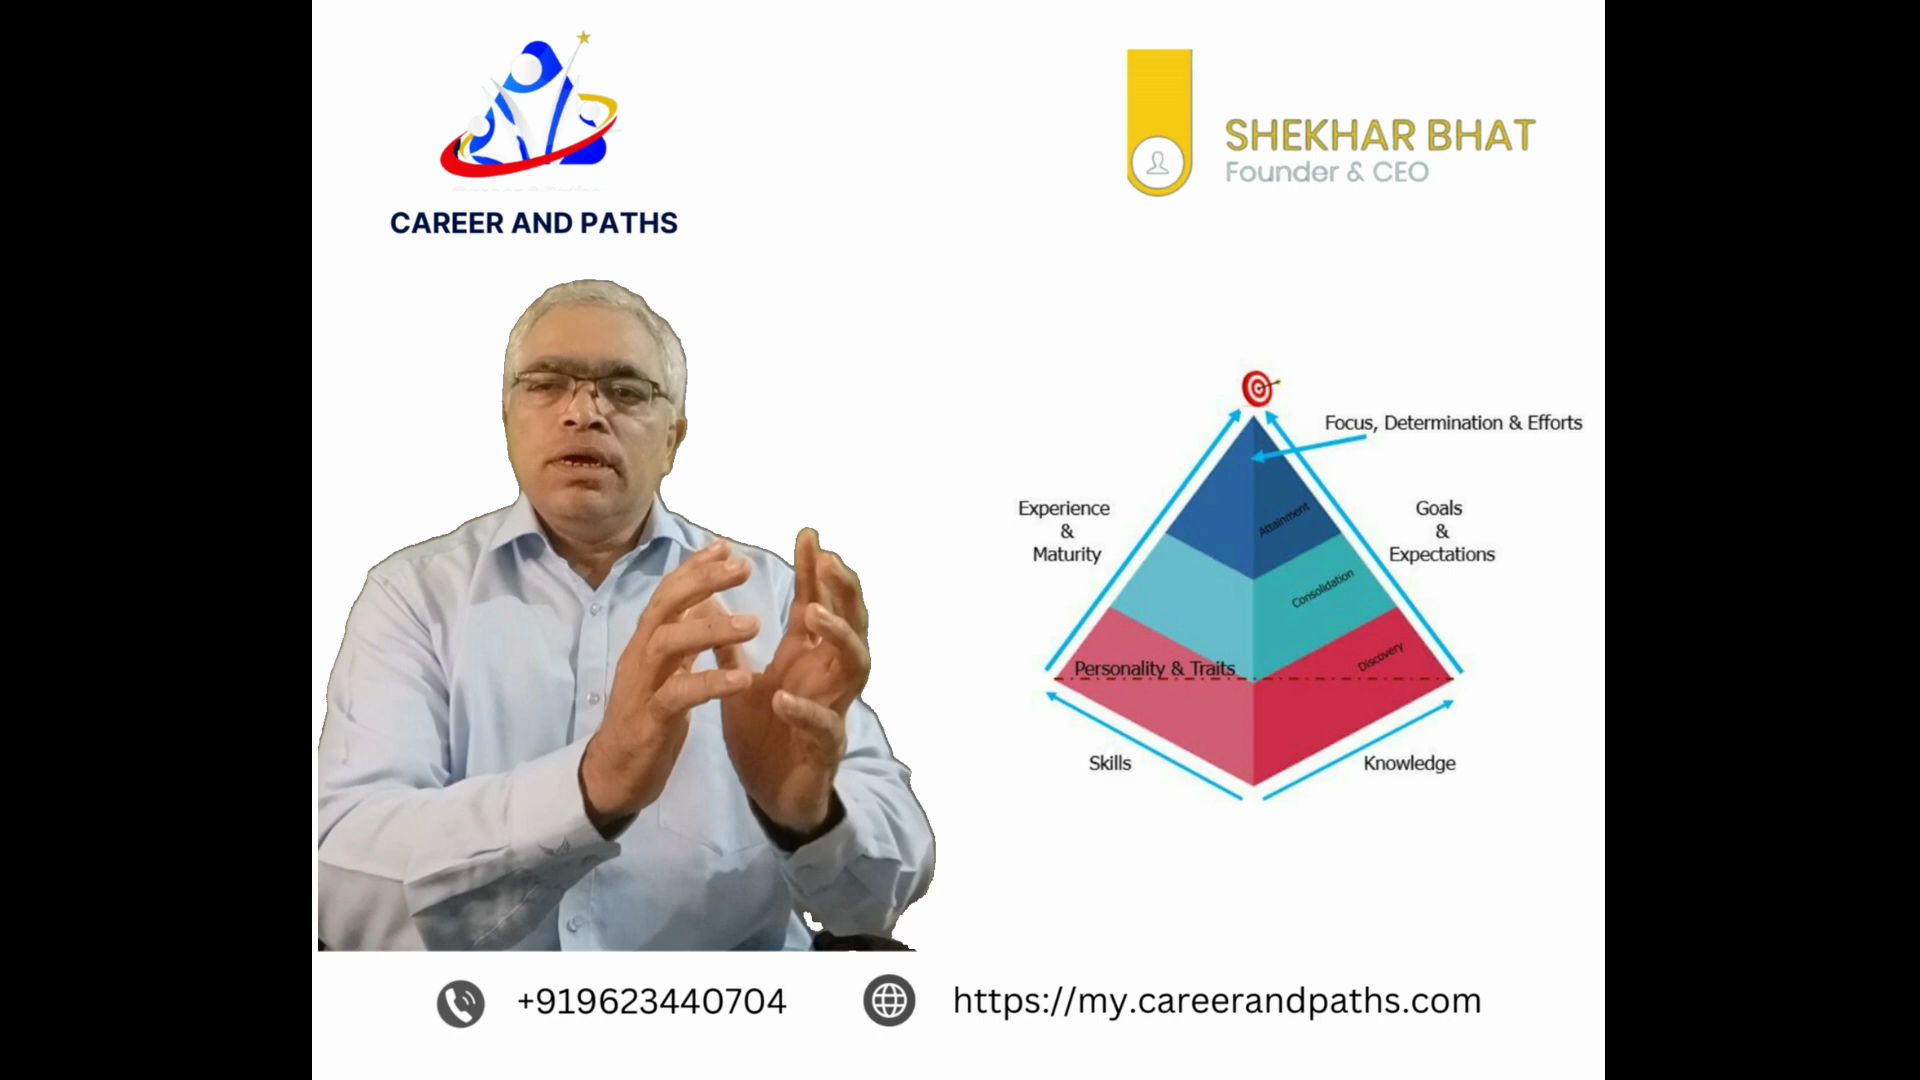 CAREER AND PATHS
SHEKHAR BHAT
Founder & CEO
Focus, Determination & Efforts
Experience
&
Maturity
Goals
&
Expectations
Attainment
Consolidation
Discovery
Personality & Traits
Skills
Knowledge
+919623440704
https://my.careerandpaths.com